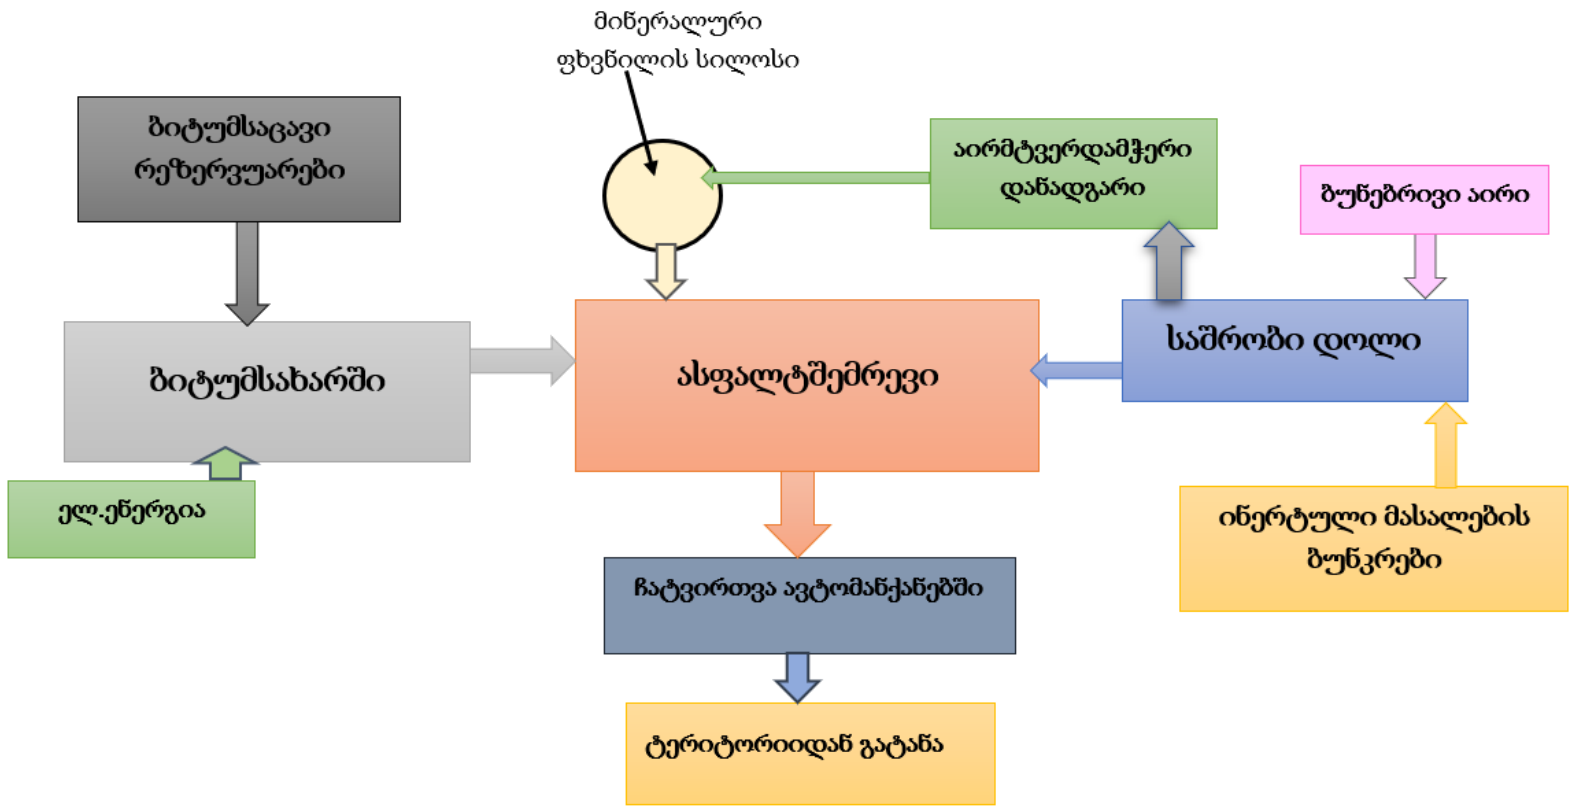 მინერალური
ფხვნილის სილოსი
ბიტუმსაცავი
რეზერვუარები
აირმტვერდამჭერი
დანადგარი
ბუნებრივი აირი
საშრობი დოლი
ბიტუმსახარში
ასფალტშემრევი
ელ.ენერგია
ინერტული მასალების
ბუნკრები
ჩატვირთვა ავტომანქანებში
ტერიტორიიდან გატანა